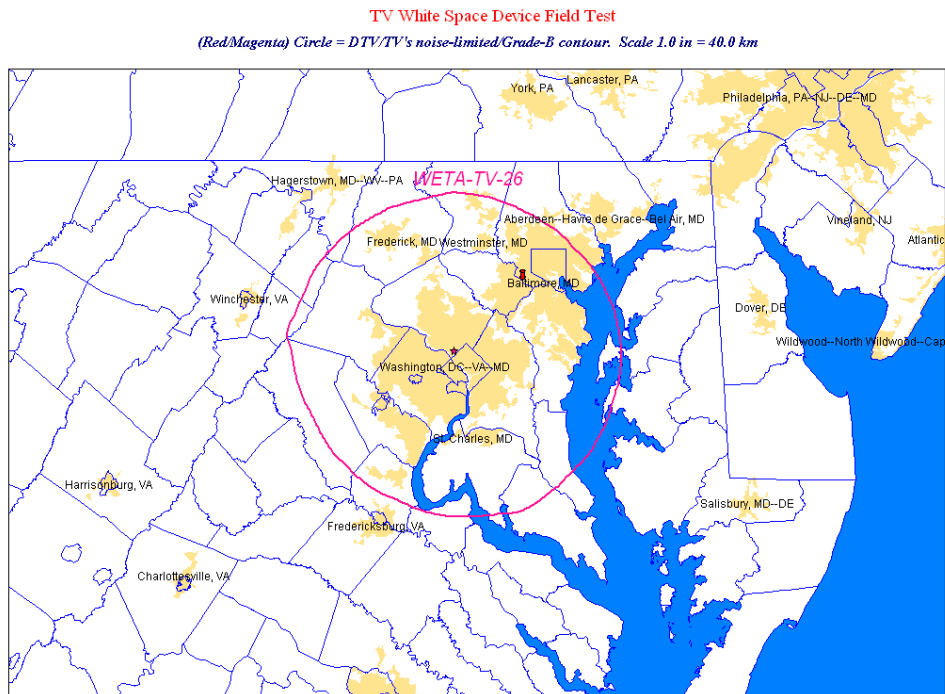 TV White Space Device Field Test
(Red/Magenta) Circle = DTV/TV's noise-limited/Grade-B contour. Scale 1.0 in = 40.0 km
Lancaster, PA
York, PA
Philadelphia, PA--NJ--DE--MD
Hagerstown, MD--WV--PA
WETA-TV-26
Aberdeen--Havre de Grace--Bel Air, MD
Vineland, NJ
Frederick, MD
Westminster, MD
Atlantic
Baltimore, MD
Winchester, VA
Dover, DE
Wildwood--North Wildwood--Cap
Washington, DC--VA--MD
St. Charles, MD
Harrisonburg, VA
Salisbury, MD--DE
Fredericksburg, VA
Charlottesville, VA